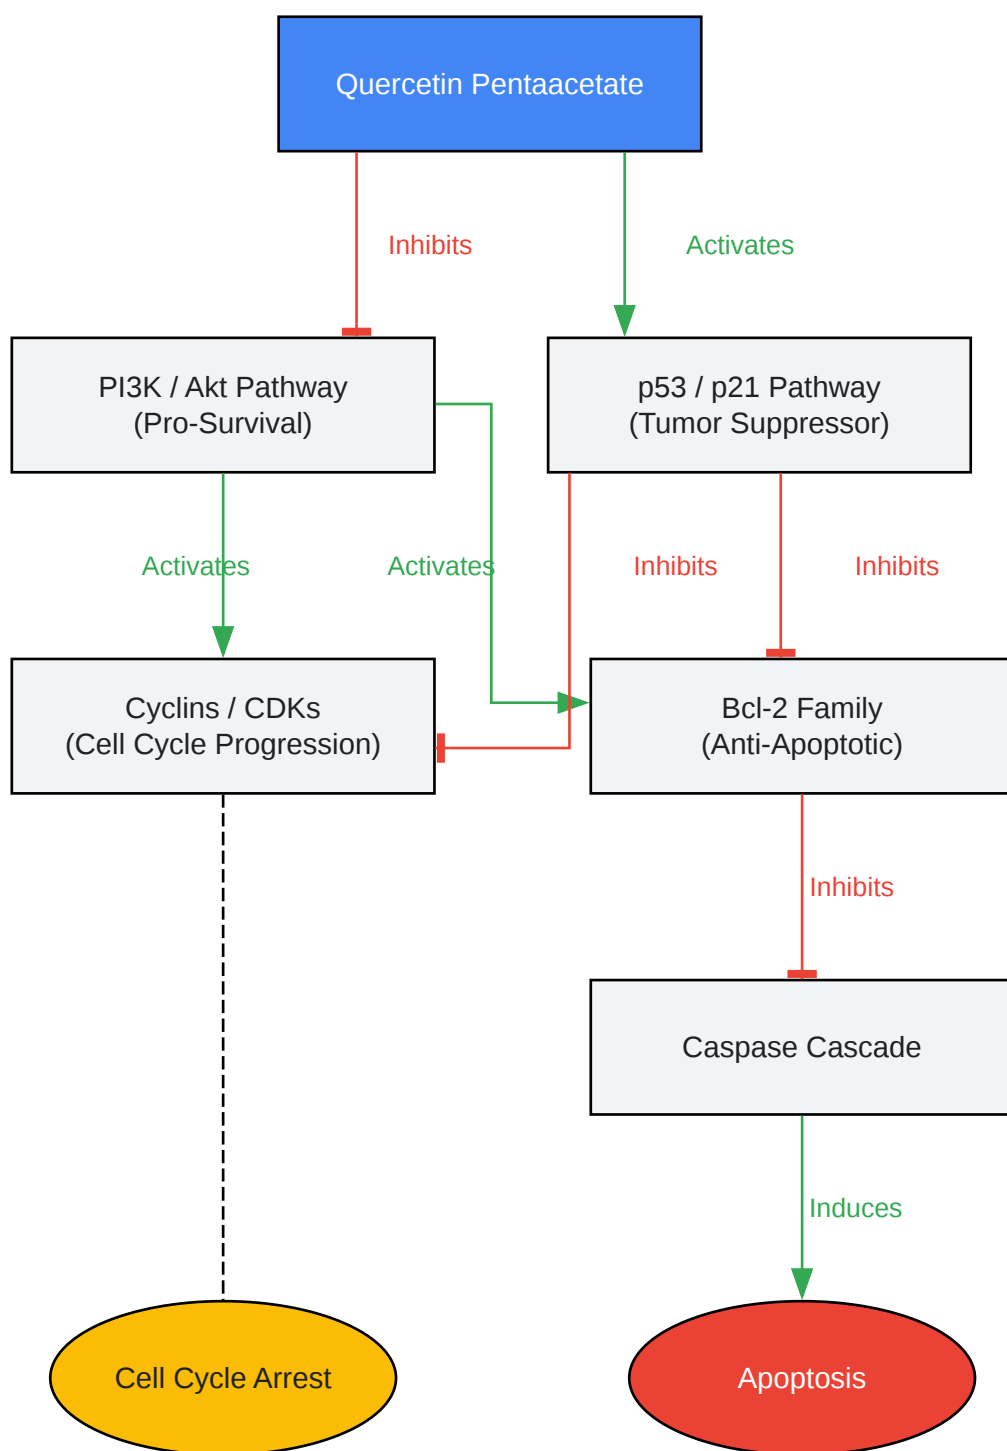 Quercetin Pentaacetate
Inhibits
Activates
PI3K / Akt Pathway
(Pro-Survival)
p53 / p21 Pathway
(Tumor Suppressor)
Activates
Activates
Inhibits
Inhibits
Cyclins / CDKs
(Cell Cycle Progression)
Bcl-2 Family
(Anti-Apoptotic)
Inhibits
Caspase Cascade
Induces
Cell Cycle Arrest
Apoptosis